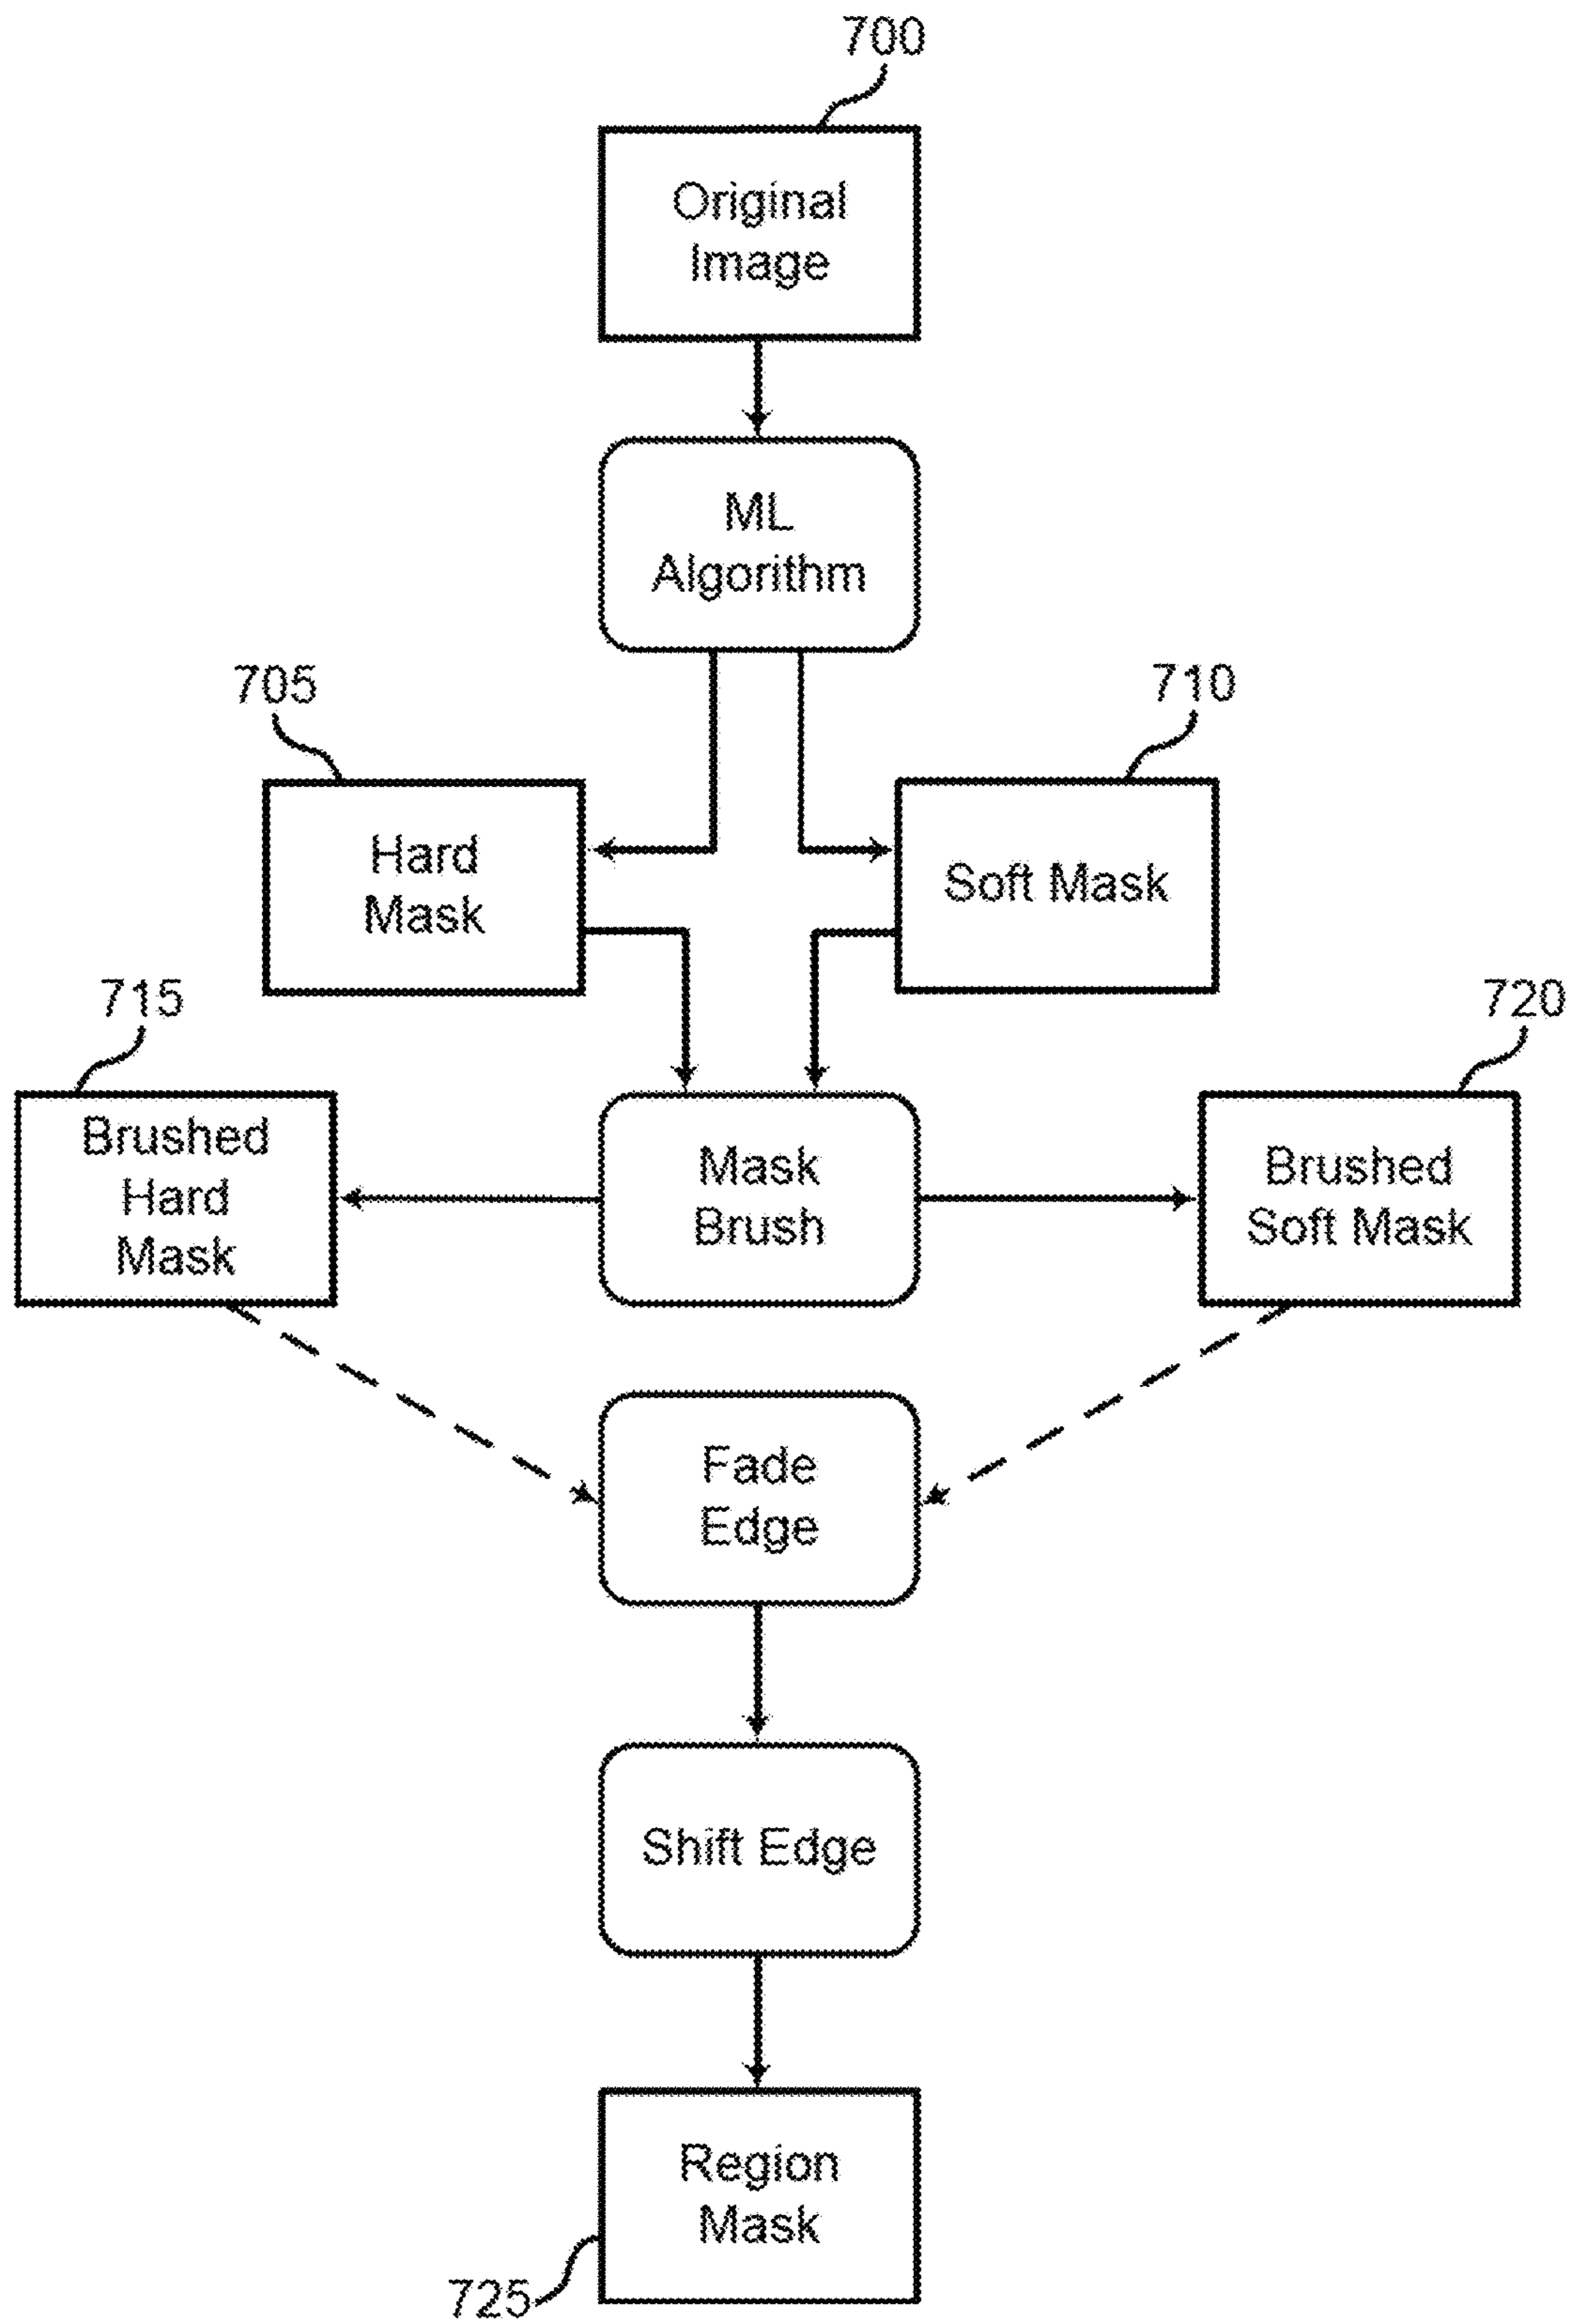 700
Original
Image
ML
Algorithm
705
710
Hard
Mask
Soft Mask
715
720
Brushed
Hard
Mask
Mask
Brush
Brushed
Soft Mask
Fade
Edge
Shift Edge
Region
Mask
725